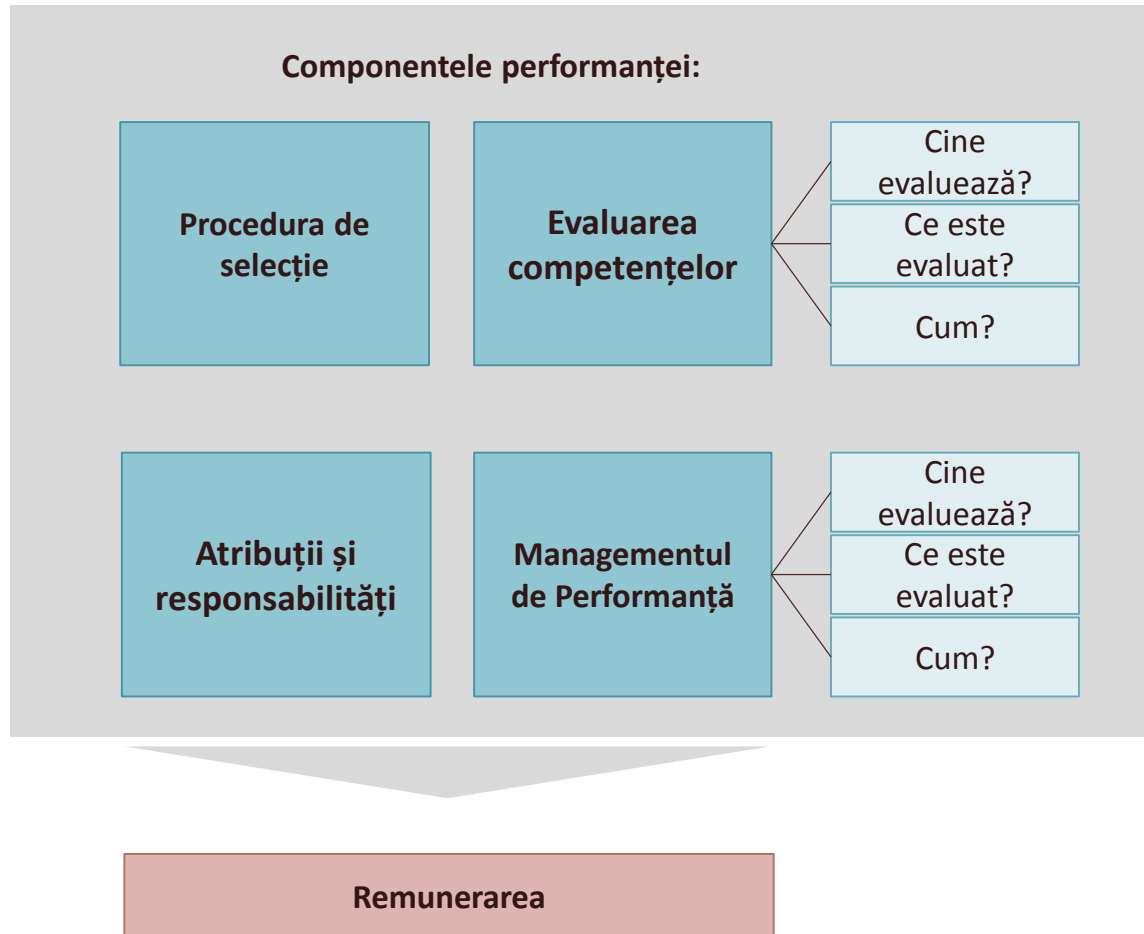 Componentele performanței:
Procedura de
selecție
Evaluarea
competențelor
Cine
evaluează?
Ce este
evaluat?
Cum?
Atribuții și
responsabilități
Managementul
de Performanță
Cine
evaluează?
Ce este
evaluat?
Cum?
Remunerarea